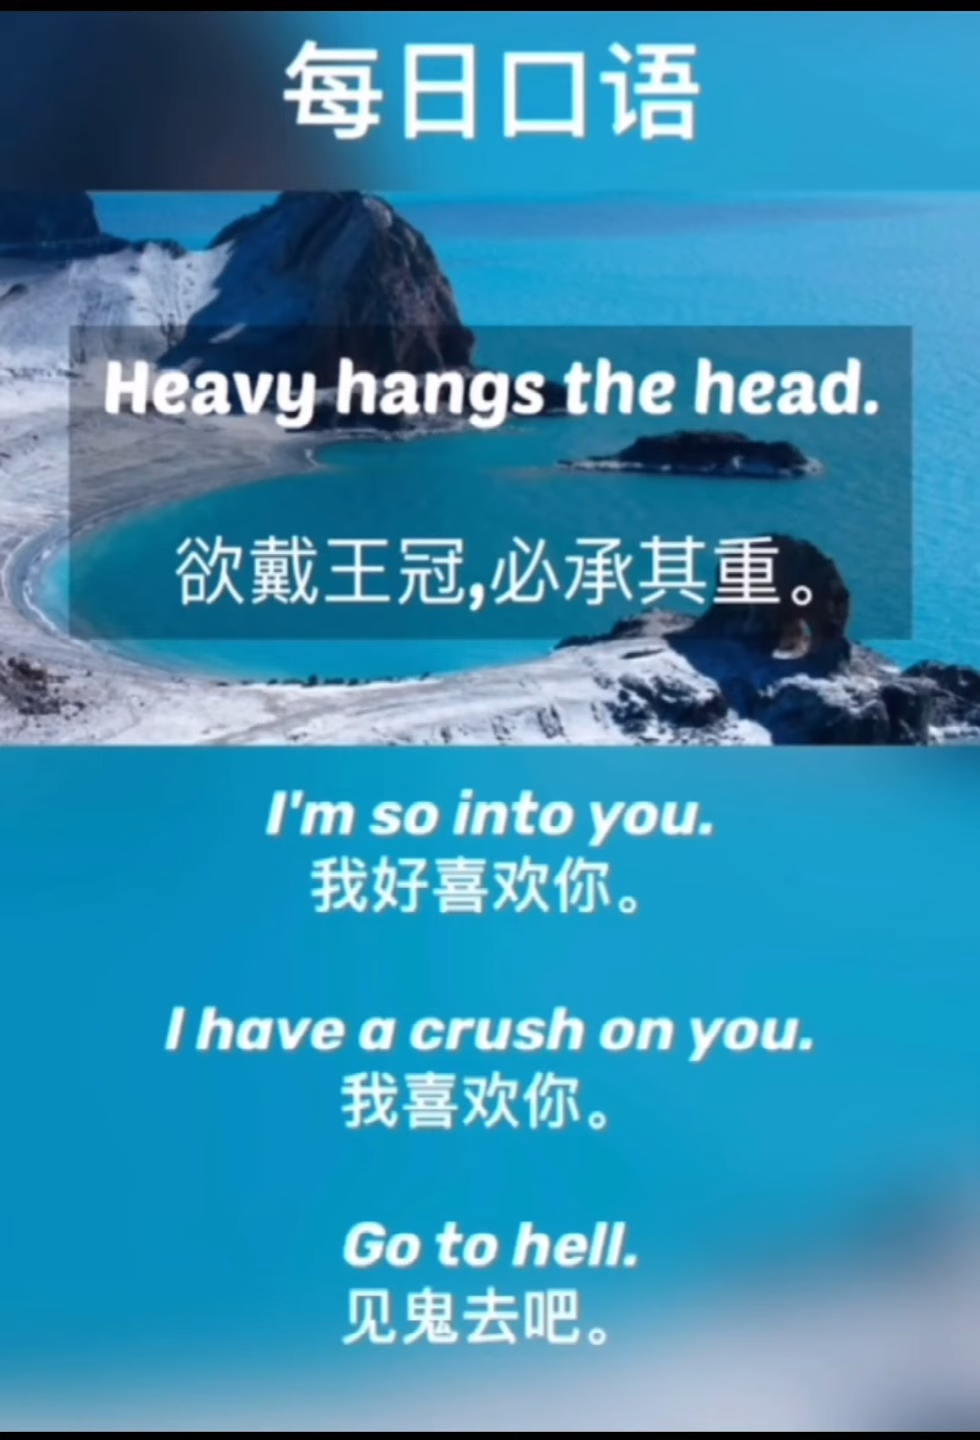 每日口语
Heavy hangs the head.
欲戴王冠,必承其重。
I'm so into you.
我好喜欢你。
I have a crush on you.
我喜欢你。
Go to hell.
见鬼去吧。